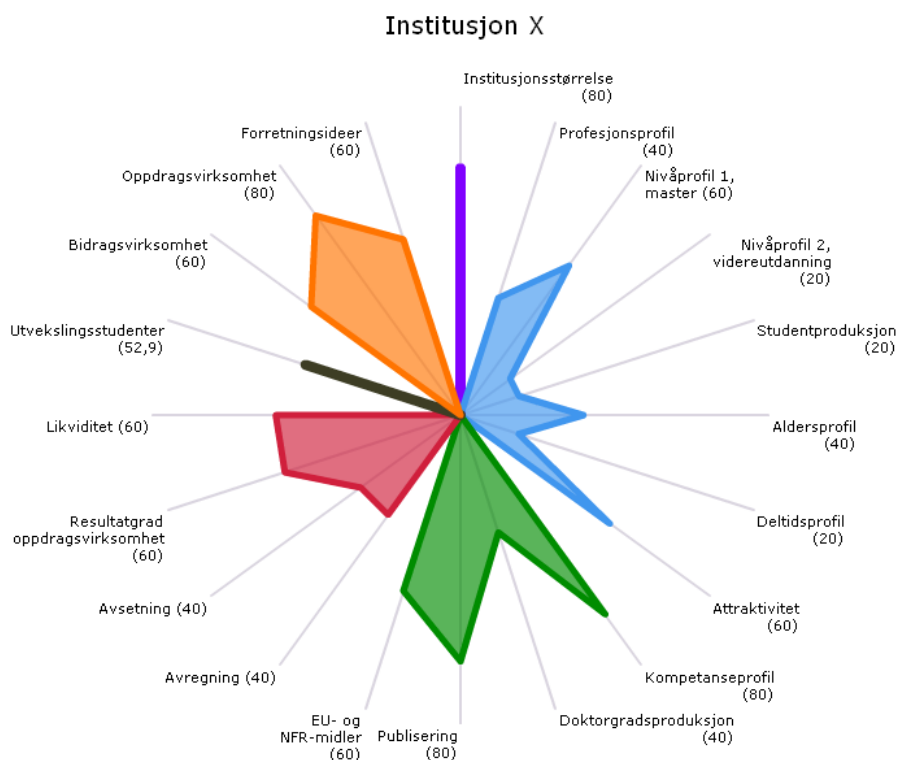 Institusjon X
Institusjonsstørrelse
(80)
Profesjonsprofil
(40)
Nivåprofil 1,
master (60)
Nivåprofil 2,
videreutdanning
(20)
Studentproduksjon
(20)
Aldersprofil
(40)
Deltidsprofil
(20)
Attraktivitet
(60)
Kompetanseprofil
(80)
Doktorgradsproduksjon
(40)
Publisering
(80)
EU- og
NFR-midler
(60)
Avregning (40)
Avsetning (40)
Resultatgrad
oppdragsvirksomhet
(60)
Likviditet (60)
Utvekslingsstudenter
(52,9)
Bidragsvirksomhet
(60)
Oppdragsvirksomhet
(80)
Forretningsideer
(60)